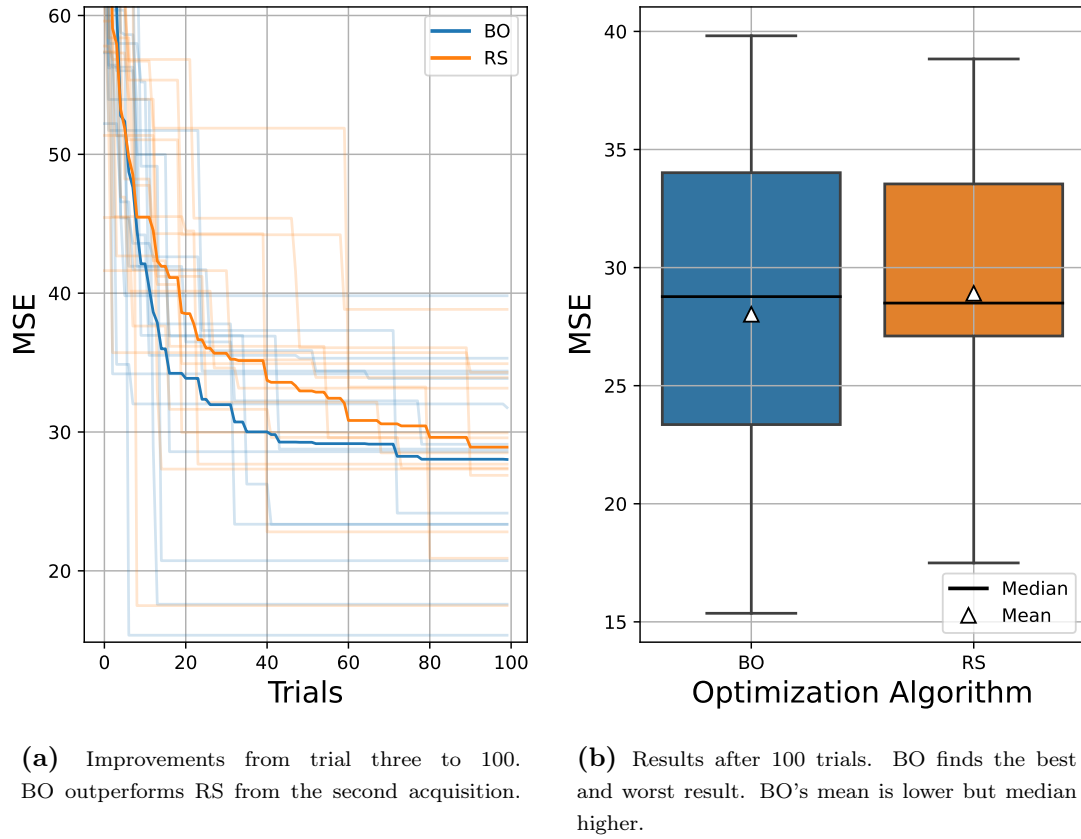 60
50
40
30
20
MSE
0 20 40 60 80 100
Trials
BO
RS
40
35
30
25
20
15
MSE
BO RS
Optimization Algorithm
Median
Mean
(a) Improvements from trial three to 100.
BO outperforms RS from the second acquisition.
(b) Results after 100 trials. BO finds the best
and worst result. BO's mean is lower but median
higher.